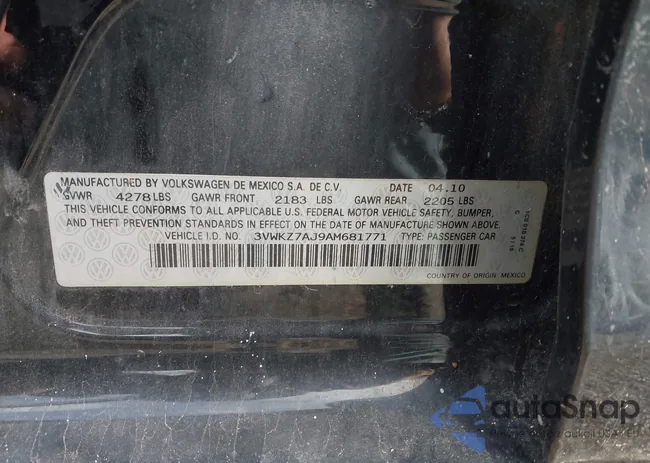 MANUFACTURED BY VOLKSWAGEN DE MEXICO S.A. DE C.V. DATE 04.10
GVWR 4278 LBS GAWR FRONT 2183 LBS GAWR REAR 2205 LBS
THIS VEHICLE CONFORMS TO ALL APPLICABLE U.S. FEDERAL MOTOR VEHICLE SAFETY, BUMPER,
AND THEFT PREVENTION STANDARDS IN EFFECT ON THE DATE OF MANUFACTURE SHOWN ABOVE.
VEHICLE I.D. NO. 3VWKZ7AJ9AM681771 TYPE: PASSENGER CAR
COUNTRY OF ORIGIN: MEXICO
autoSnap